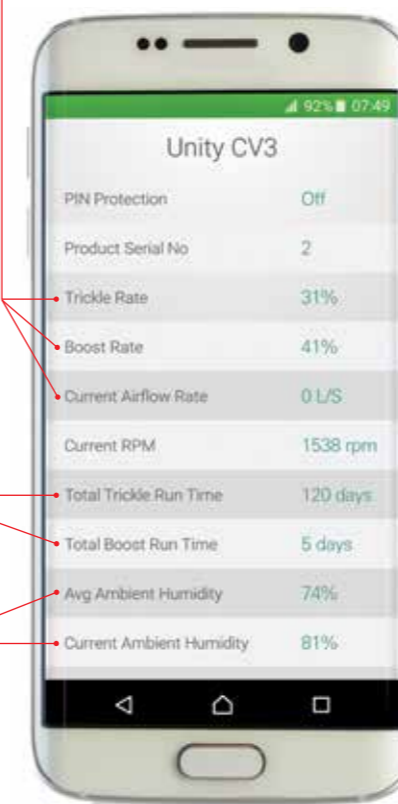 92% 07:49
Unity CV3
PIN Protection Off
Product Serial No 2
Trickle Rate 31%
Boost Rate 41%
Current Airflow Rate 0 L/S
Current RPM 1538 rpm
Total Trickle Run Time 120 days
Total Boost Run Time 5 days
Avg Ambient Humidity 74%
Current Ambient Humidity 81%